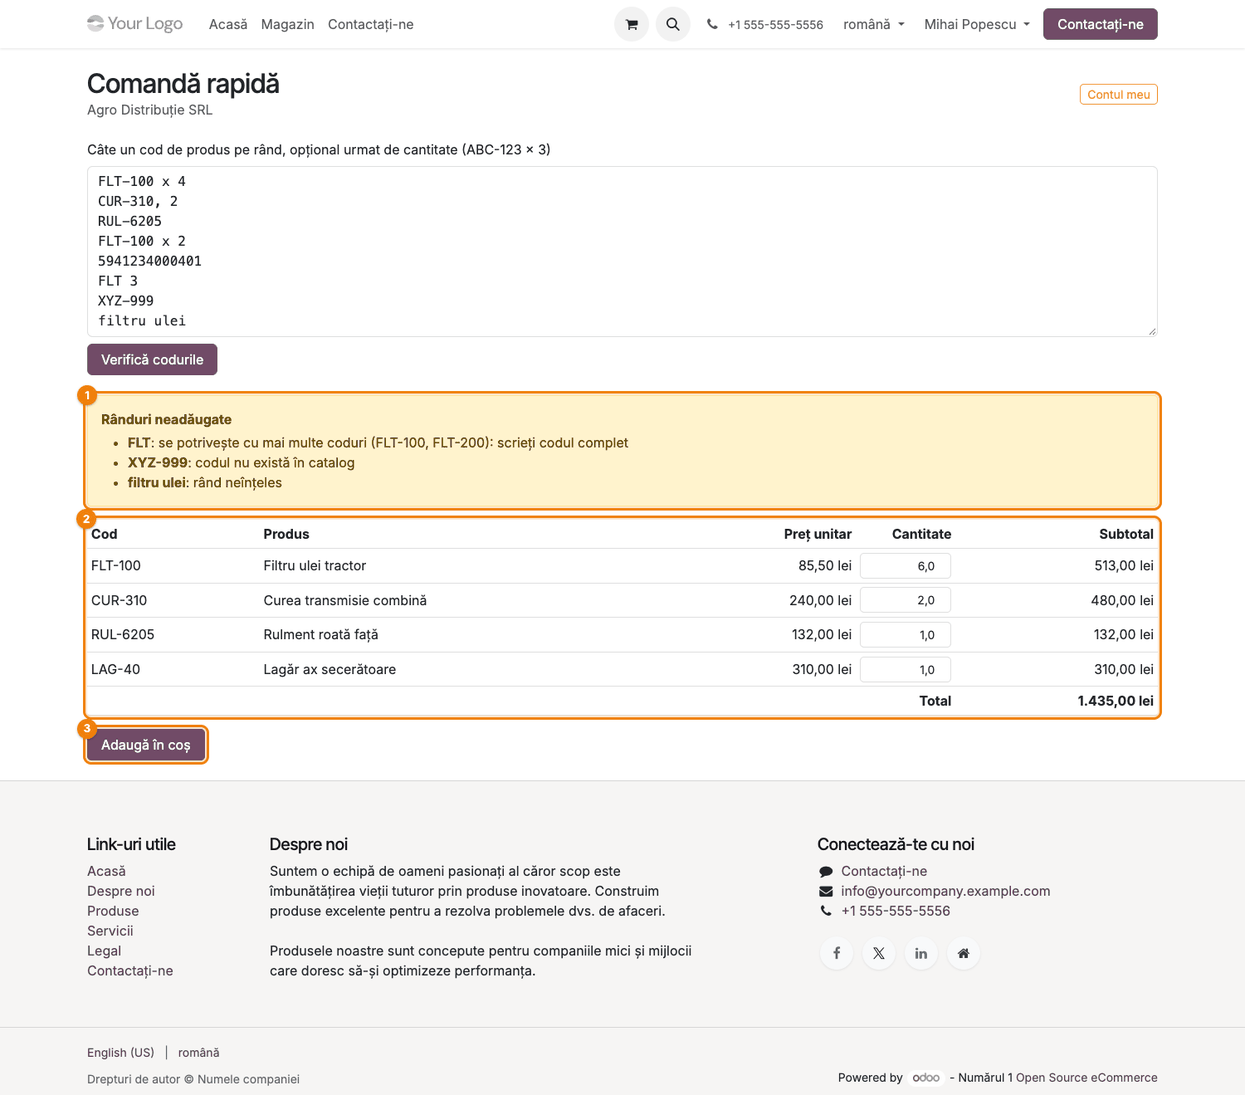 Your Logo
Acasă Magazin Contactați-ne
+1 555-555-5556
română
Mihai Popescu
Contactați-ne
Comandă rapidă
Agro Distribuție SRL
Contul meu
Câte un cod de produs pe rând, opțional urmat de cantitate (ABC-123 × 3)
FLT-100 x 4
CUR-310, 2
RUL-6205
FLT-100 x 2
5941234000401
FLT 3
XYZ-999
filtru ulei
Verifică codurile
1
Rânduri neadăugate
• FLT: se potrivește cu mai multe coduri (FLT-100, FLT-200): scrieți codul complet
• XYZ-999: codul nu există în catalog
• filtru ulei: rând neînțeles
2
Cod Produs Preț unitar Cantitate Subtotal
FLT-100 Filtru ulei tractor 85,50 lei 6,0 513,00 lei
CUR-310 Curea transmisie combină 240,00 lei 2,0 480,00 lei
RUL-6205 Rulment roată față 132,00 lei 1,0 132,00 lei
LAG-40 Lagăr ax secerătoare 310,00 lei 1,0 310,00 lei
Total 1.435,00 lei
3
Adaugă în coș
Link-uri utile
Acasă
Despre noi
Produse
Servicii
Legal
Contactați-ne
Despre noi
Suntem o echipă de oameni pasionați al căror scop este
îmbunătățirea vieții tuturor prin produse inovatoare. Construim
produse excelente pentru a rezolva problemele dvs. de afaceri.
Produsele noastre sunt concepute pentru companiile mici și mijlocii
care doresc să-și optimizeze performanța.
Conectează-te cu noi
Contactați-ne
info@yourcompany.example.com
+1 555-555-5556
English (US) | română
Drepturi de autor © Numele companiei
Powered by odoo - Numărul 1 Open Source eCommerce